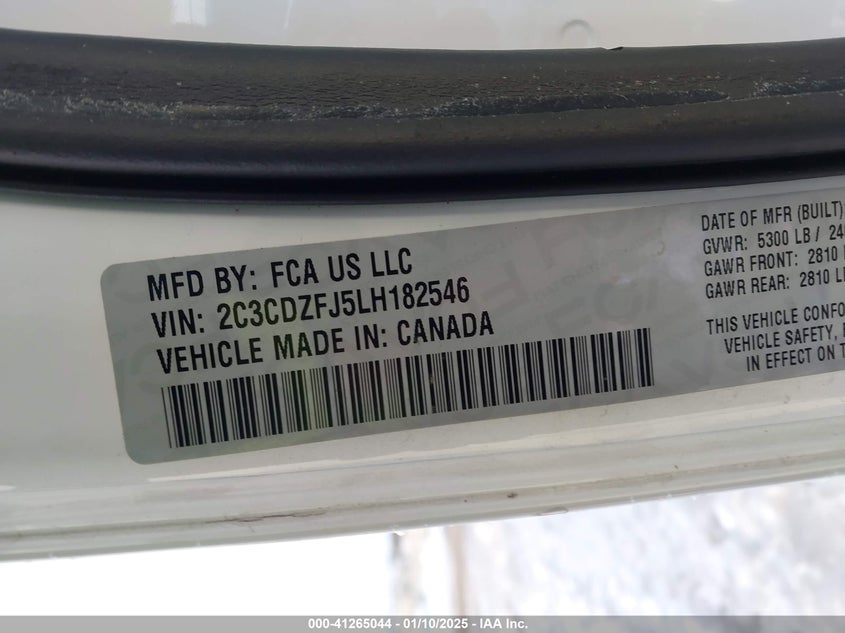 MFD BY: FCA US LLC
VIN: 2C3CDZFJ5LH182546
VEHICLE MADE IN: CANADA
DATE OF MFR (BUILT)
GVWR: 5300 LB / 24
GAWR FRONT: 2810
GAWR REAR: 2810 L
THIS VEHICLE CONFO
VEHICLE SAFETY,
IN EFFECT ON T
000-41265044 - 01/10/2025 - IAA Inc.